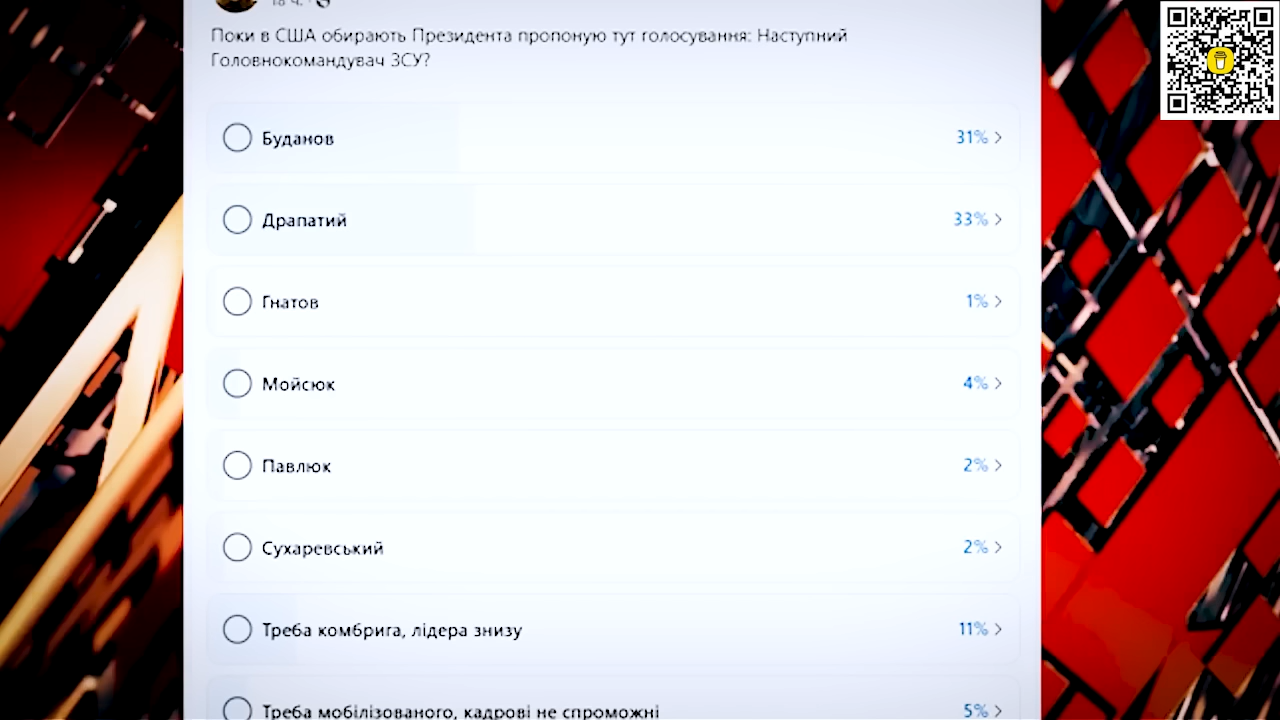 18 ч. ·
Поки в США обирають Президента пропоную тут голосування: Наступний
Головнокомандувач ЗСУ?
Буданов 31%
Драпатий 33%
Гнатов 1%
Мойсюк 4%
Павлюк 2%
Сухаревський 2%
Треба комбрига, лідера знизу 11%
Треба мобілізованого, кадрові не спроможні 5%